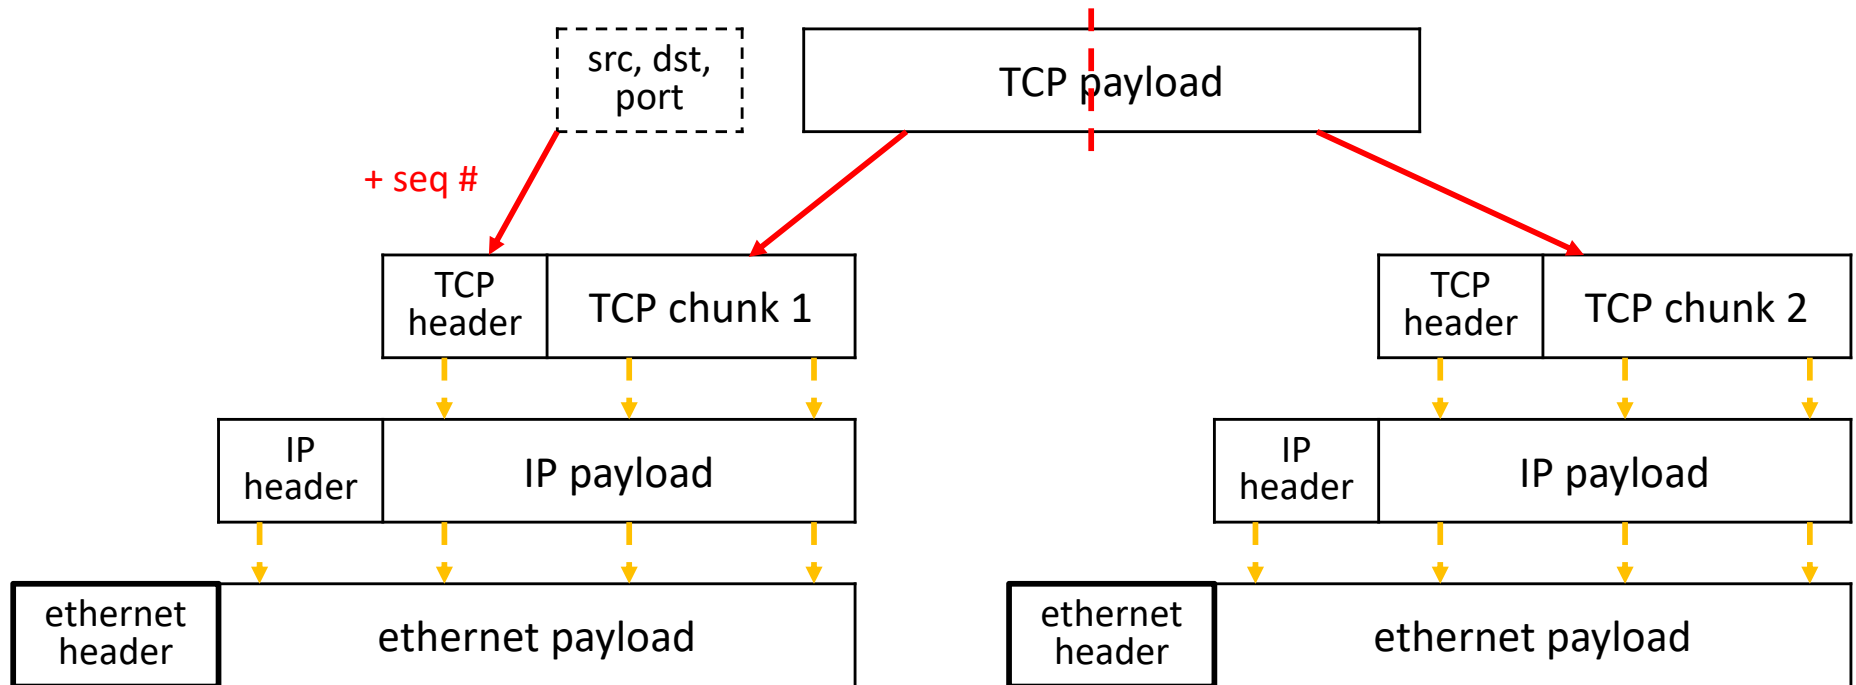 src, dst,
port
TCP payload
+ seq #
TCP
header
TCP chunk 1
TCP
header
TCP chunk 2
IP
header
IP payload
IP
header
IP payload
ethernet
header
ethernet payload
ethernet
header
ethernet payload